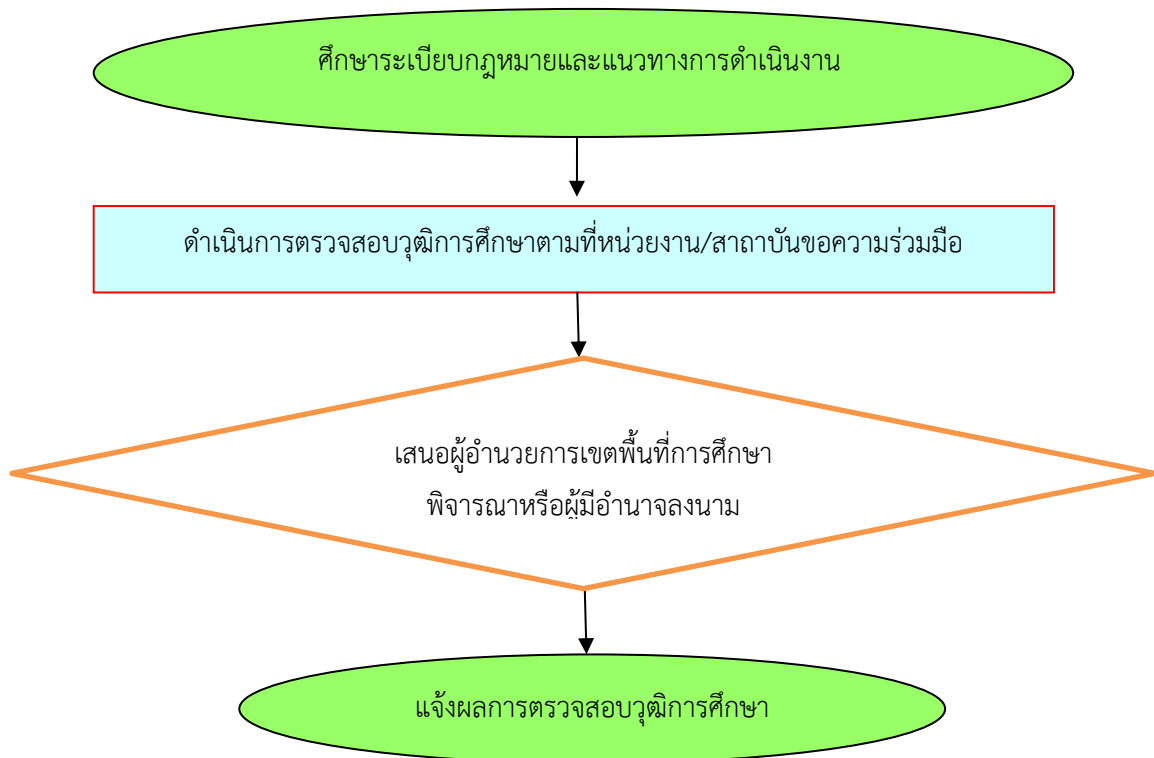 ศึกษาระเบียบกฎหมายและแนวทางการดำเนินงาน
ดำเนินการตรวจสอบวุฒิการศึกษาตามที่หน่วยงาน/สาถาบันขอความร่วมมือ
เสนอผู้อำนวยการเขตพื้นที่การศึกษา
พิจารณาหรือผู้มีอำนาจลงนาม
แจ้งผลการตรวจสอบวุฒิการศึกษา